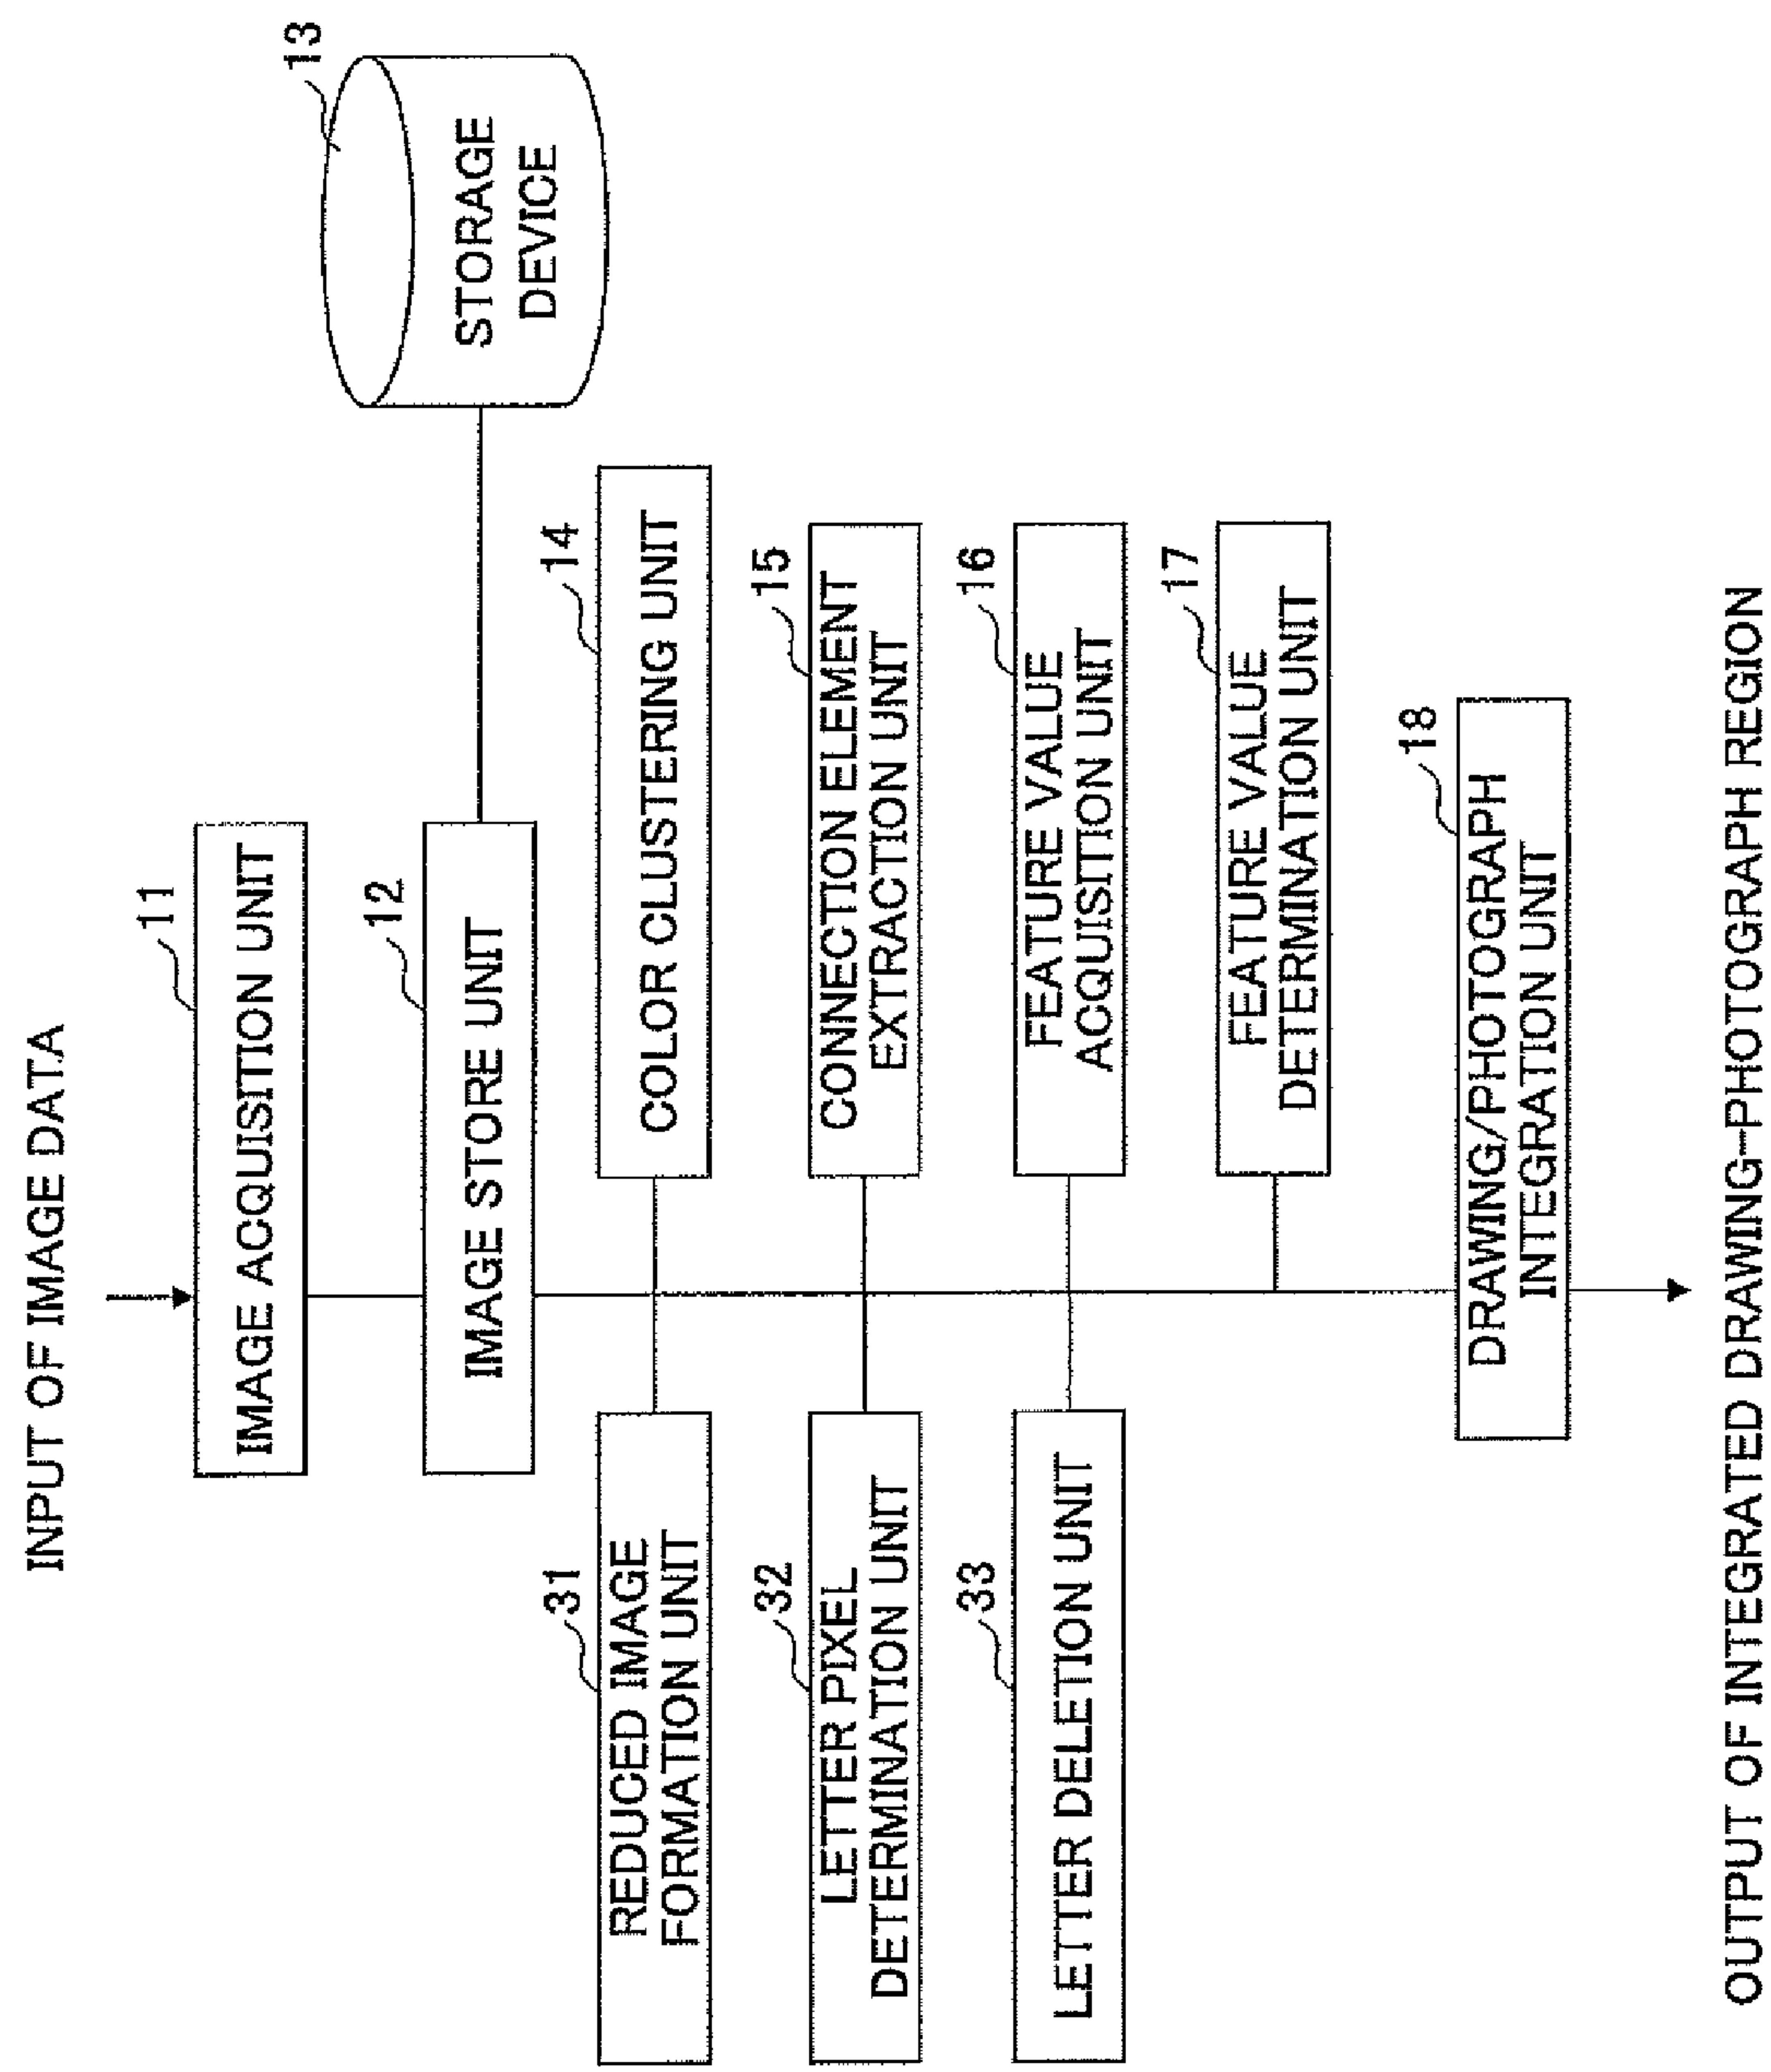 INPUT OF IMAGE DATA
11
IMAGE ACQUISITION UNIT
12
IMAGE STORE UNIT
13
STORAGE
DEVICE
31
REDUCED IMAGE
FORMATION UNIT
14
COLOR CLUSTERING UNIT
32
LETTER PIXEL
DETERMINATION UNIT
15
CONNECTION ELEMENT
EXTRACTION UNIT
33
LETTER DELETION UNIT
16
FEATURE VALUE
ACQUISITION UNIT
17
FEATURE VALUE
DETERMINATION UNIT
18
DRAWING/PHOTOGRAPH
INTEGRATION UNIT
OUTPUT OF INTEGRATED DRAWING-PHOTOGRAPH REGION